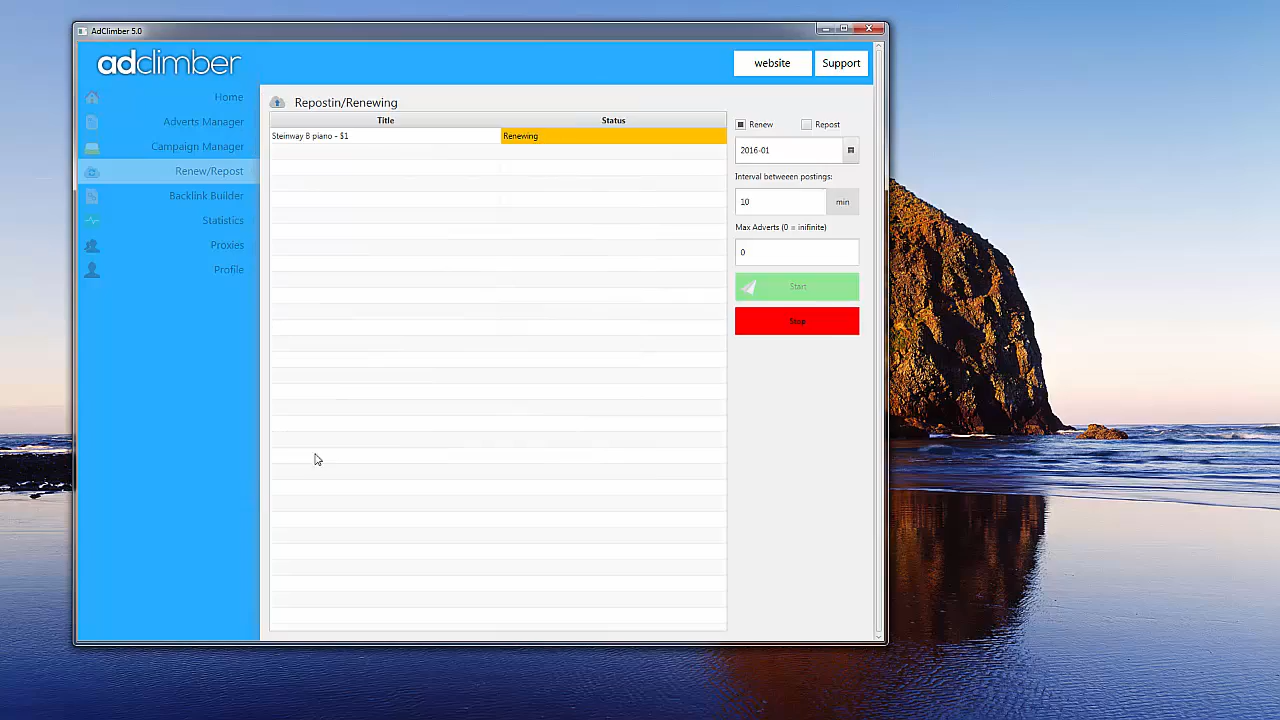 AdClimber 5.0
adclimber
website
Support
Home
Adverts Manager
Campaign Manager
Renew/Repost
Backlink Builder
Statistics
Proxies
Profile
Repostin/Renewing
Title
Status
Steinway B piano - $1
Renewing
Renew
Repost
2016-01
Interval betweeen postings:
10
min
Max Adverts (0 = inifinite)
0
Start
Stop